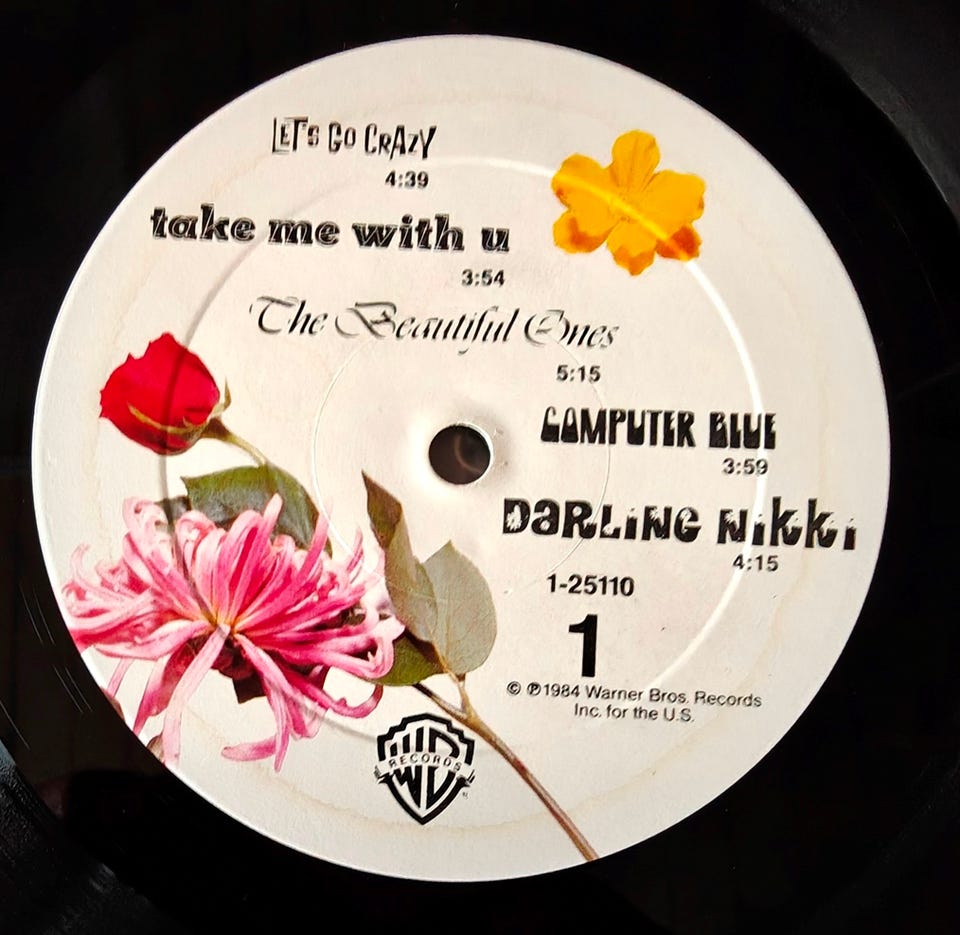 LET'S GO CRAZY
4:39
take me with u
3:54
The Beautiful Ones
5:15
COMPUTER BLUE
3:59
DARLING NIKKI
4:15
1-25110
1
© ℗1984 Warner Bros. Records
Inc. for the U.S.
WB
RECORDS